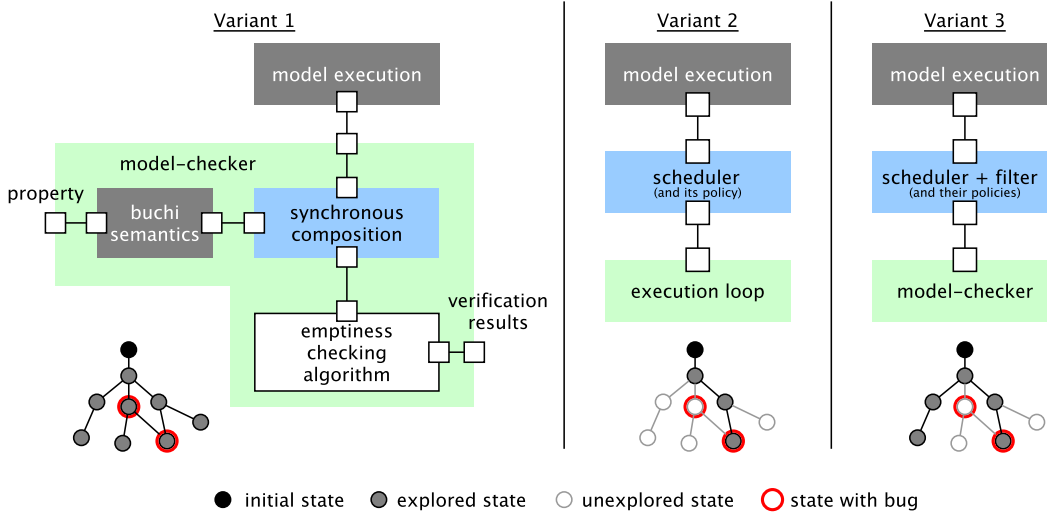 Variant 1
model execution
model-checker
property
buchi
semantics
synchronous
composition
verification
results
emptiness
checking
algorithm
Variant 2
model execution
scheduler
(and its policy)
execution loop
Variant 3
model execution
scheduler + filter
(and their policies)
model-checker
initial state
explored state
unexplored state
state with bug